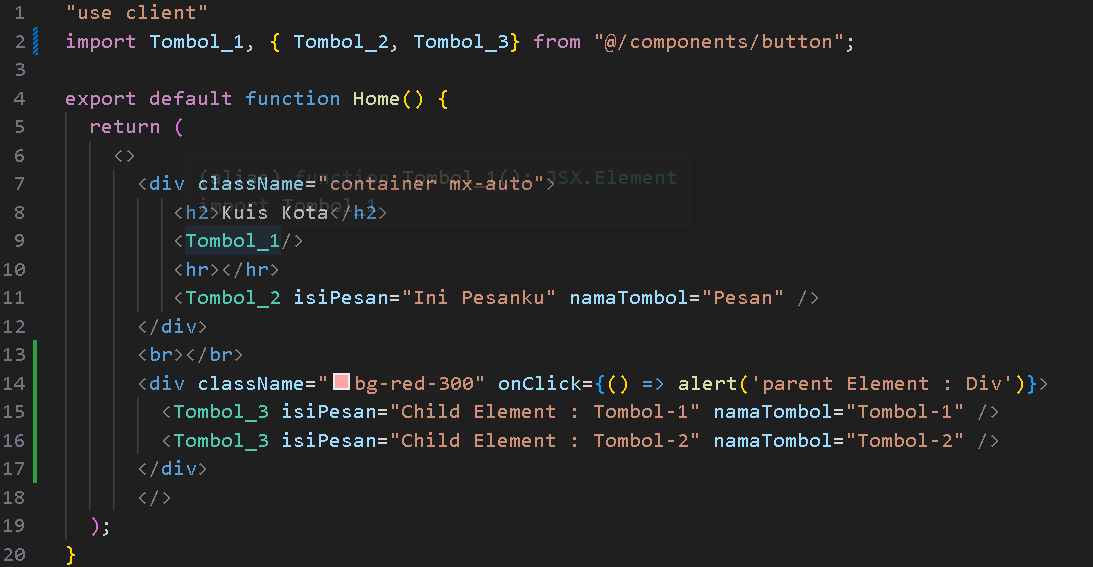 1 "use client"
2 import Tombol_1, { Tombol_2, Tombol_3} from "@/components/button";
3
4 export default function Home() {
5 return (
6 <>
(alias) function Tombol_1(): JSX.Element
7 <div className="container mx-auto">
import Tombol_1
8 <h2>Kuis Kota</h2>
9 <Tombol_1/>
10 <hr></hr>
11 <Tombol_2 isiPesan="Ini Pesanku" namaTombol="Pesan" />
12 </div>
13 <br></br>
14 <div className="bg-red-300" onClick={() => alert('parent Element : Div')}>
15 <Tombol_3 isiPesan="Child Element : Tombol-1" namaTombol="Tombol-1" />
16 <Tombol_3 isiPesan="Child Element : Tombol-2" namaTombol="Tombol-2" />
17 </div>
18 </>
19 );
20 }